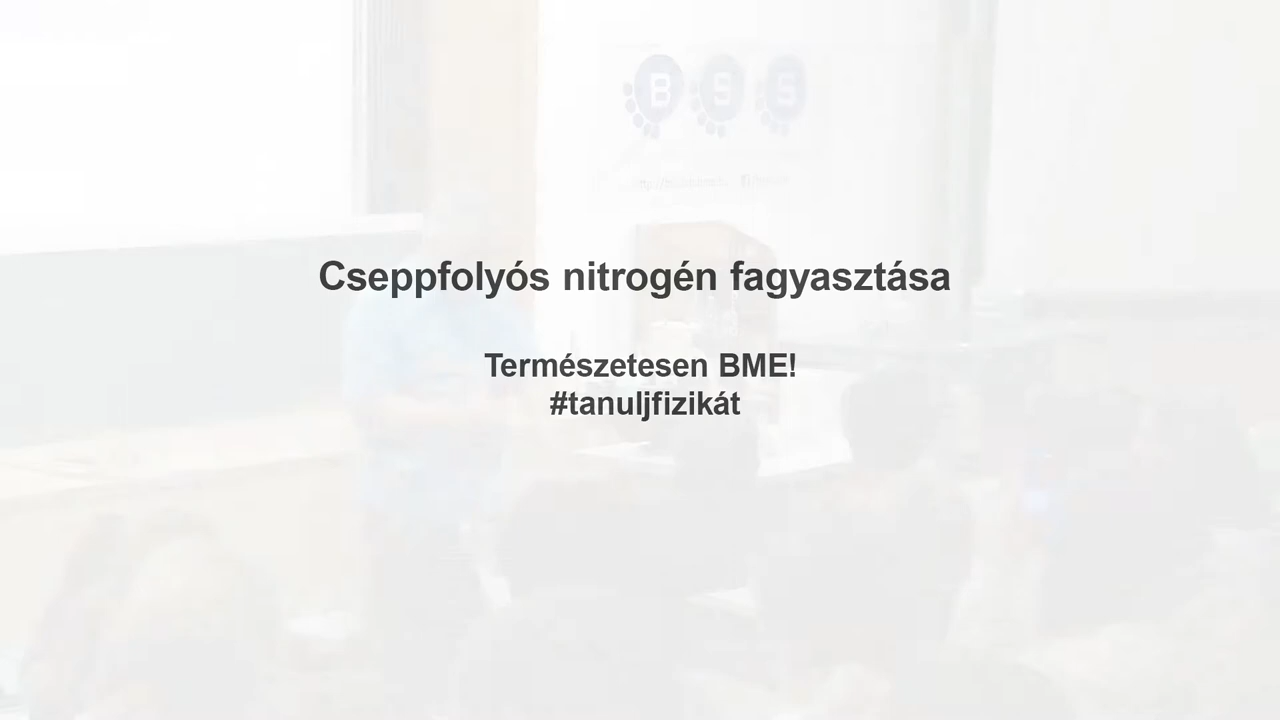 B S S
Cseppfolyós nitrogén fagyasztása
Természetesen BME!
#tanuljfizikát